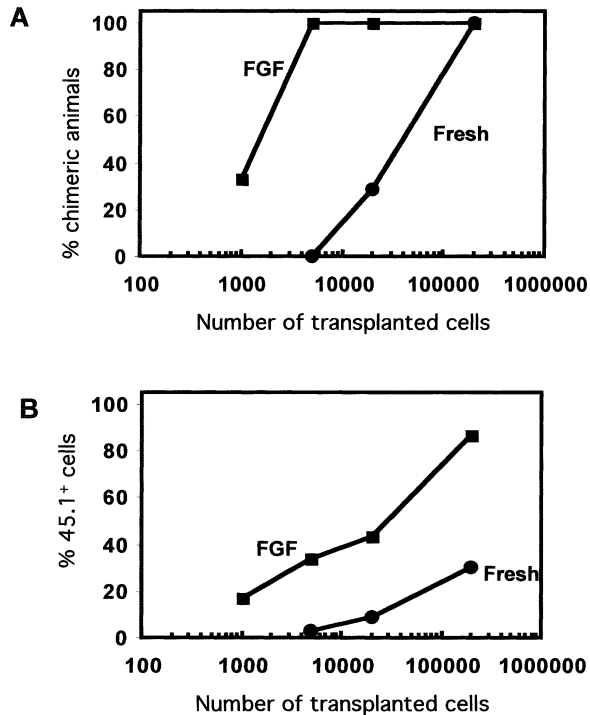 A
% chimeric animals
100
80
60
40
20
0
FGF
Fresh
100 1000 10000 100000 1000000
Number of transplanted cells
B
% 45.1+ cells
100
80
60
40
20
0
FGF
Fresh
100 1000 10000 100000 1000000
Number of transplanted cells